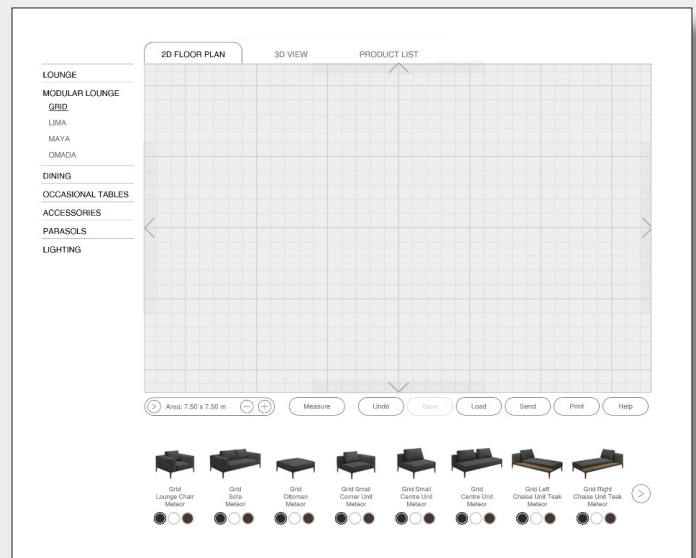 2D FLOOR PLAN
3D VIEW
PRODUCT LIST
LOUNGE
MODULAR LOUNGE
GRID
LIMA
MAYA
OMADA
DINING
OCCASIONAL TABLES
ACCESSORIES
PARASOLS
LIGHTING
Area: 7.50 x 7.50 m
Measure
Undo
Save
Load
Send
Print
Help
Grid
Lounge Chair
Meteor
Grid
Sofa
Meteor
Grid
Ottoman
Meteor
Grid Small
Corner Unit
Meteor
Grid Small
Centre Unit
Meteor
Grid
Centre Unit
Meteor
Grid Left
Chaise Unit Teak
Meteor
Grid Right
Chaise Unit Teak
Meteor